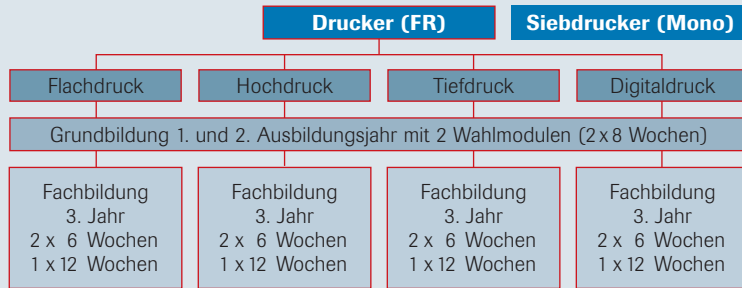 Drucker (FR) Siebdrucker (Mono)
Flachdruck Hochdruck Tiefdruck Digitaldruck
Grundbildung 1. und 2. Ausbildungsjahr mit 2 Wahlmodulen (2 x 8 Wochen)
Fachbildung Fachbildung Fachbildung Fachbildung
3. Jahr 3. Jahr 3. Jahr 3. Jahr
2 x 6 Wochen 2 x 6 Wochen 2 x 6 Wochen 2 x 6 Wochen
1 x 12 Wochen 1 x 12 Wochen 1 x 12 Wochen 1 x 12 Wochen